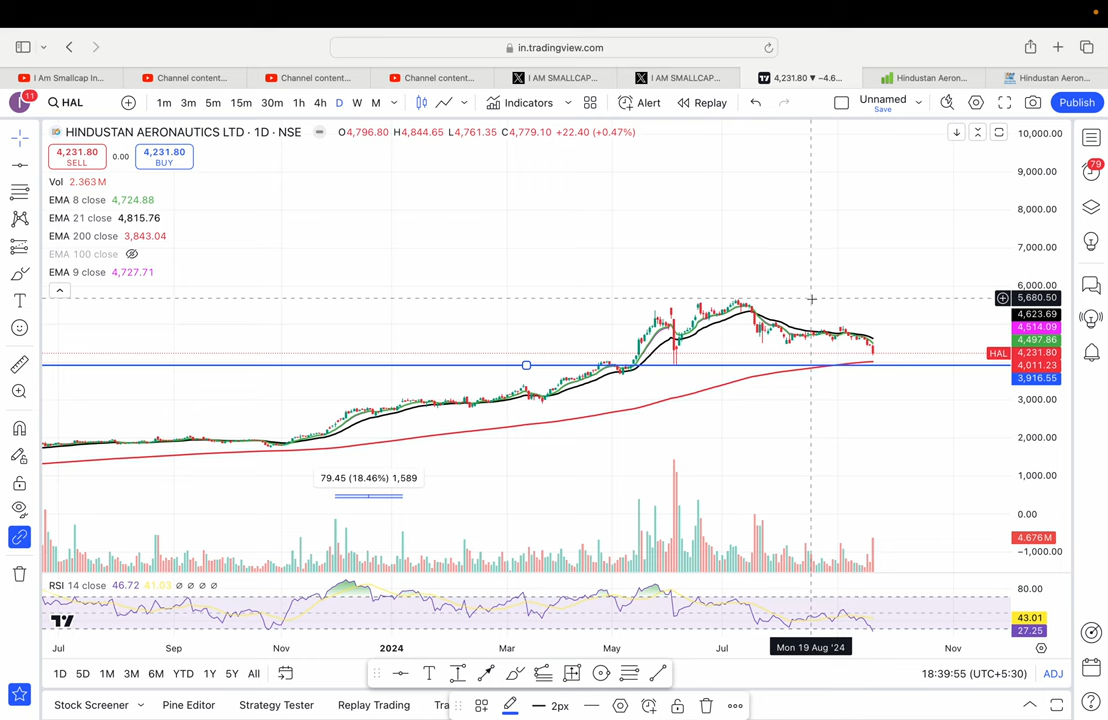 in.tradingview.com
I Am Smallcap In...
Channel content...
Channel content...
Channel content...
I AM SMALLCAP...
I AM SMALLCAP...
4,231.80 ▼ −4.6...
Hindustan Aeron...
Hindustan Aeron...
I 11
HAL
1m 3m 5m 15m 30m 1h 4h D W M
Indicators
Alert
Replay
Unnamed
Save
Publish
HINDUSTAN AERONAUTICS LTD · 1D · NSE
O4,796.80 H4,844.65 L4,761.35 C4,779.10 +22.40 (+0.47%)
4,231.80
SELL
0.00
4,231.80
BUY
Vol 2.363M
EMA 8 close 4,724.88
EMA 21 close 4,815.76
EMA 200 close 3,843.04
EMA 100 close
EMA 9 close 4,727.71
10,000.00
9,000.00
8,000.00
7,000.00
6,000.00
5,680.50
4,623.69
4,514.09
4,497.86
HAL 4,231.80
4,011.23
3,916.55
3,000.00
2,000.00
1,000.00
0.00
4.676M
−1,000.00
79
79.45 (18.46%) 1,589
RSI 14 close 46.72 41.03 ø ø ø ø
80.00
43.01
27.25
Jul Sep Nov 2024 Mar May Jul Mon 19 Aug '24 Nov
1D 5D 1M 3M 6M YTD 1Y 5Y All
18:39:55 (UTC+5:30) ADJ
Stock Screener
Pine Editor
Strategy Tester
Replay Trading
Tra
2px